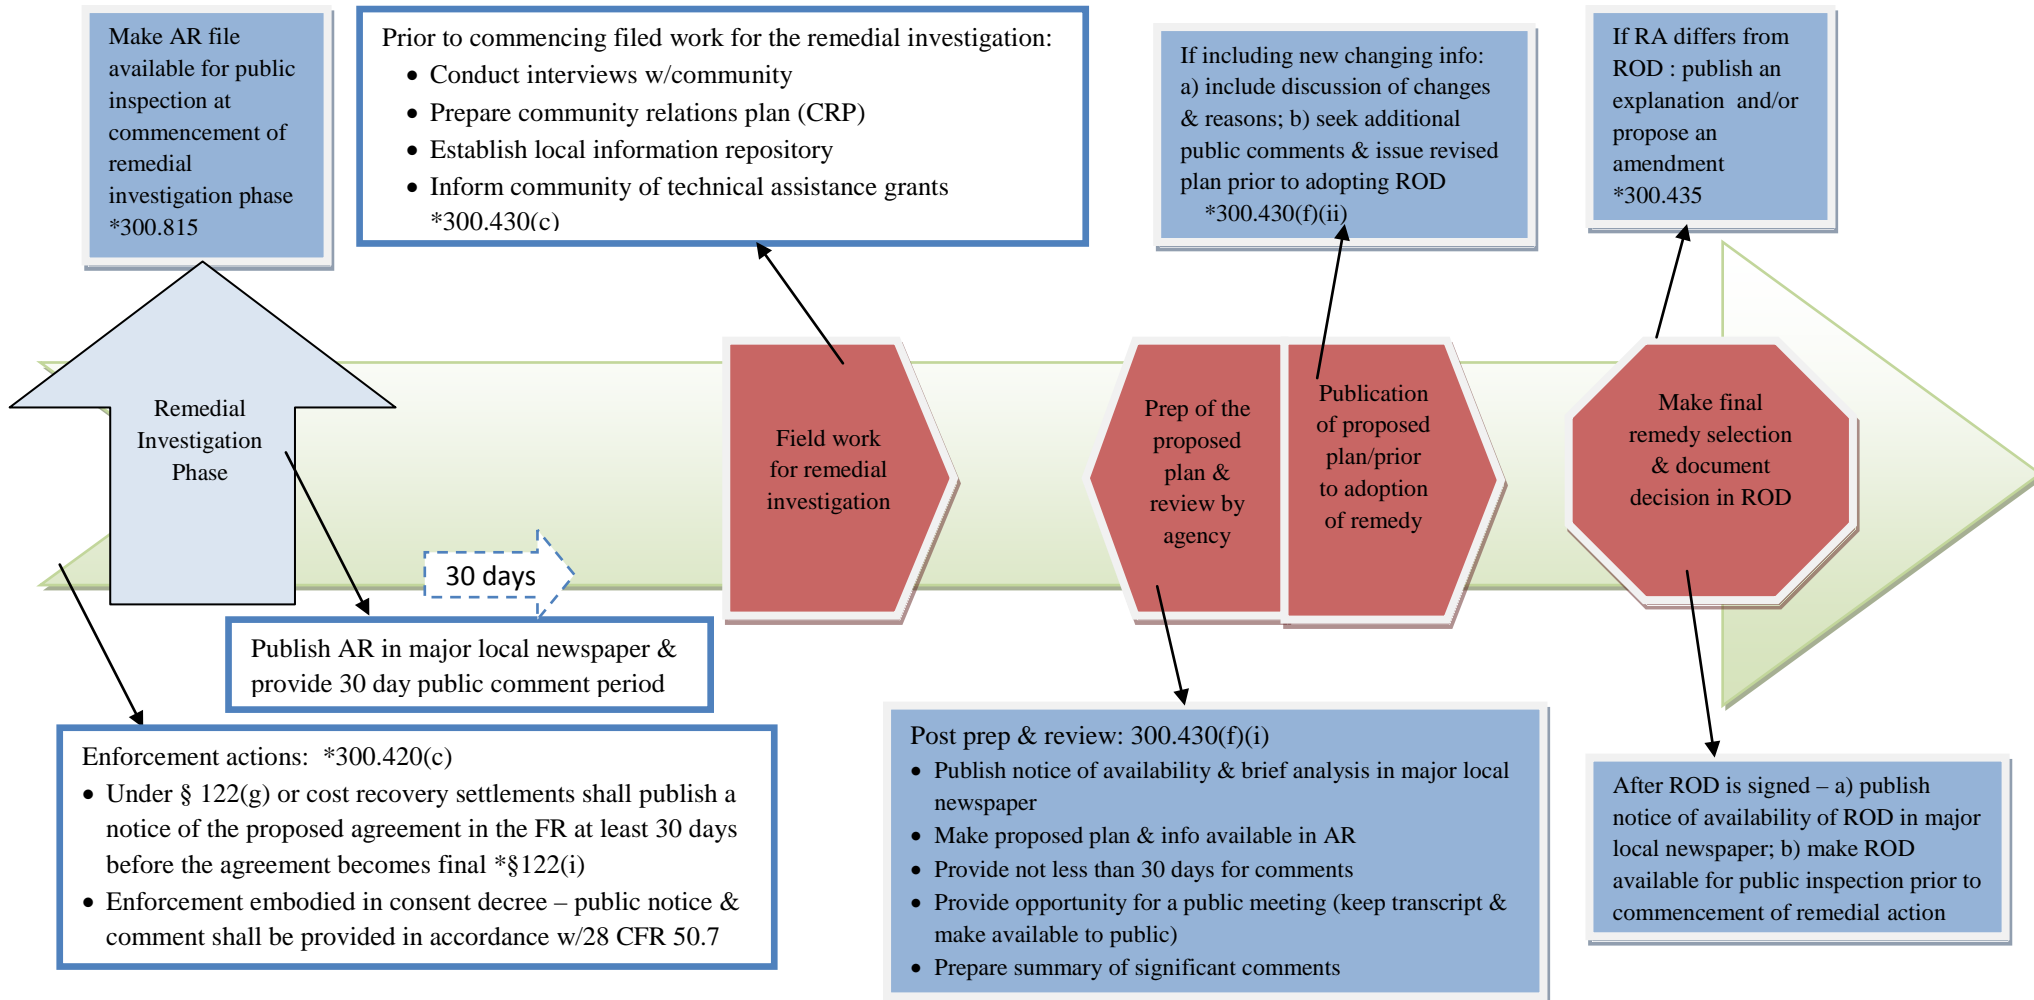 Make AR file
available for public
inspection at
commencement of
remedial
investigation phase
*300.815
Prior to commencing filed work for the remedial investigation:
• Conduct interviews w/community
• Prepare community relations plan (CRP)
• Establish local information repository
• Inform community of technical assistance grants
*300.430(c)
If including new changing info:
a) include discussion of changes
& reasons; b) seek additional
public comments & issue revised
plan prior to adopting ROD
*300.430(f)(ii)
If RA differs from
ROD : publish an
explanation and/or
propose an
amendment
*300.435
Remedial
Investigation
Phase
30 days
Field work
for remedial
investigation
Prep of the
proposed
plan &
review by
agency
Publication
of proposed
plan/prior
to adoption
of remedy
Make final
remedy selection
& document
decision in ROD
Publish AR in major local newspaper &
provide 30 day public comment period
Enforcement actions: *300.420(c)
• Under § 122(g) or cost recovery settlements shall publish a
notice of the proposed agreement in the FR at least 30 days
before the agreement becomes final *§122(i)
• Enforcement embodied in consent decree – public notice &
comment shall be provided in accordance w/28 CFR 50.7
Post prep & review: 300.430(f)(i)
• Publish notice of availability & brief analysis in major local
newspaper
• Make proposed plan & info available in AR
• Provide not less than 30 days for comments
• Provide opportunity for a public meeting (keep transcript &
make available to public)
• Prepare summary of significant comments
After ROD is signed – a) publish
notice of availability of ROD in major
local newspaper; b) make ROD
available for public inspection prior to
commencement of remedial action